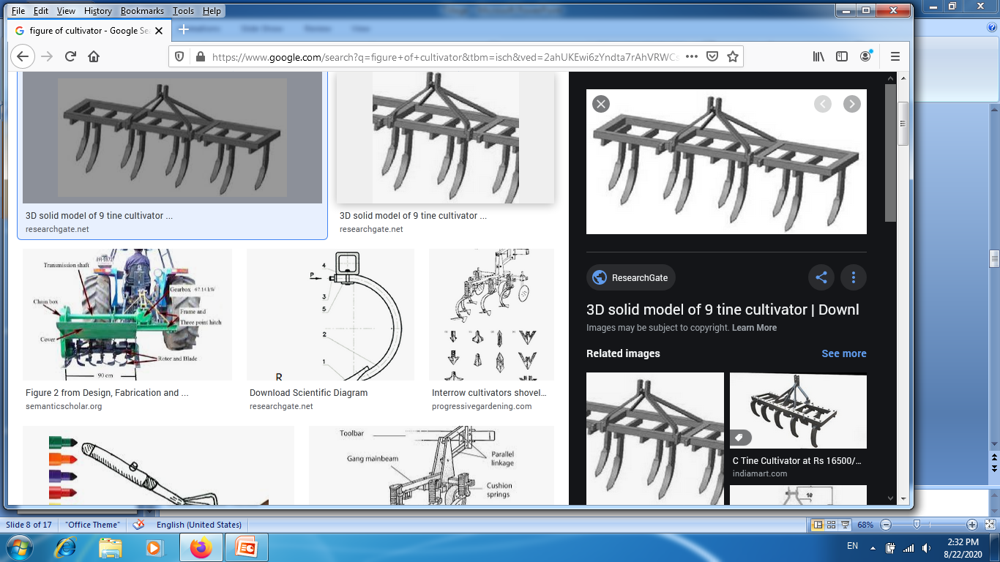 File Edit View History Bookmarks Tools Help
figure of cultivator - Google Se
https://www.google.com/search?q=figure+of+cultivator&tbm=isch&ved=2ahUKEwi6zYndta7rAhVRWCs
3D solid model of 9 tine cultivator ...
researchgate.net
3D solid model of 9 tine cultivator ...
researchgate.net
Transmission shaft
Gearbox 67.14 kW
Chain box
Frame and
Three point hitch
Cover
Rotor and Blade
90 cm
Figure 2 from Design, Fabrication and ...
semanticscholar.org
4
P
3
5
2
1
R
Download Scientific Diagram
researchgate.net
Interrow cultivators shovel...
progressivegardening.com
Toolbar
Gang mainbeam
Parallel
linkage
Cushion
springs
ResearchGate
3D solid model of 9 tine cultivator | Downl
Images may be subject to copyright. Learn More
Related images
See more
C Tine Cultivator at Rs 16500/...
indiamart.com
10
Slide 8 of 17
"Office Theme"
English (United States)
68%
EN
2:32 PM
8/22/2020